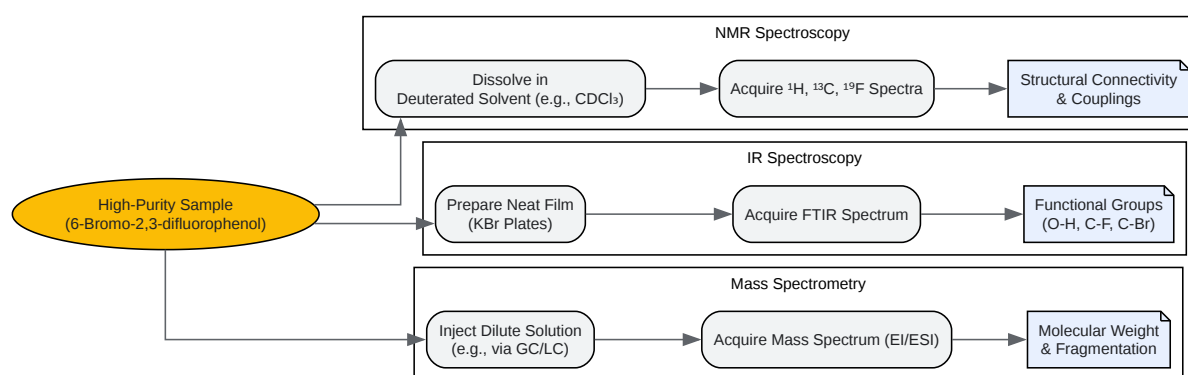 NMR Spectroscopy
Dissolve in
Deuterated Solvent (e.g., CDCl₃)
Acquire ¹H, ¹³C, ¹⁹F Spectra
Structural Connectivity
& Couplings
High-Purity Sample
(6-Bromo-2,3-difluorophenol)
IR Spectroscopy
Prepare Neat Film
(KBr Plates)
Acquire FTIR Spectrum
Functional Groups
(O-H, C-F, C-Br)
Mass Spectrometry
Inject Dilute Solution
(e.g., via GC/LC)
Acquire Mass Spectrum (EI/ESI)
Molecular Weight
& Fragmentation